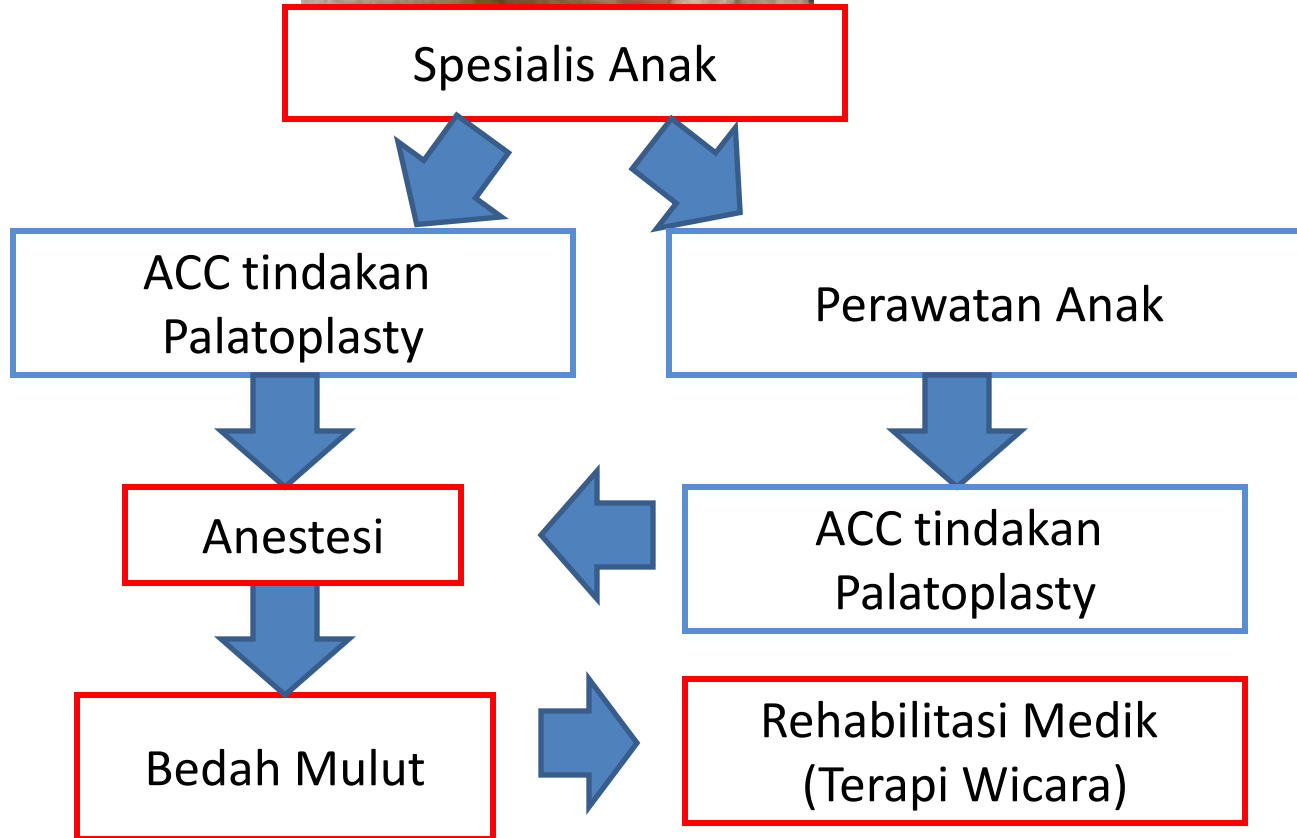 Spesialis Anak
ACC tindakan
Palatoplasty
Perawatan Anak
Anestesi
ACC tindakan
Palatoplasty
Bedah Mulut
Rehabilitasi Medik
(Terapi Wicara)